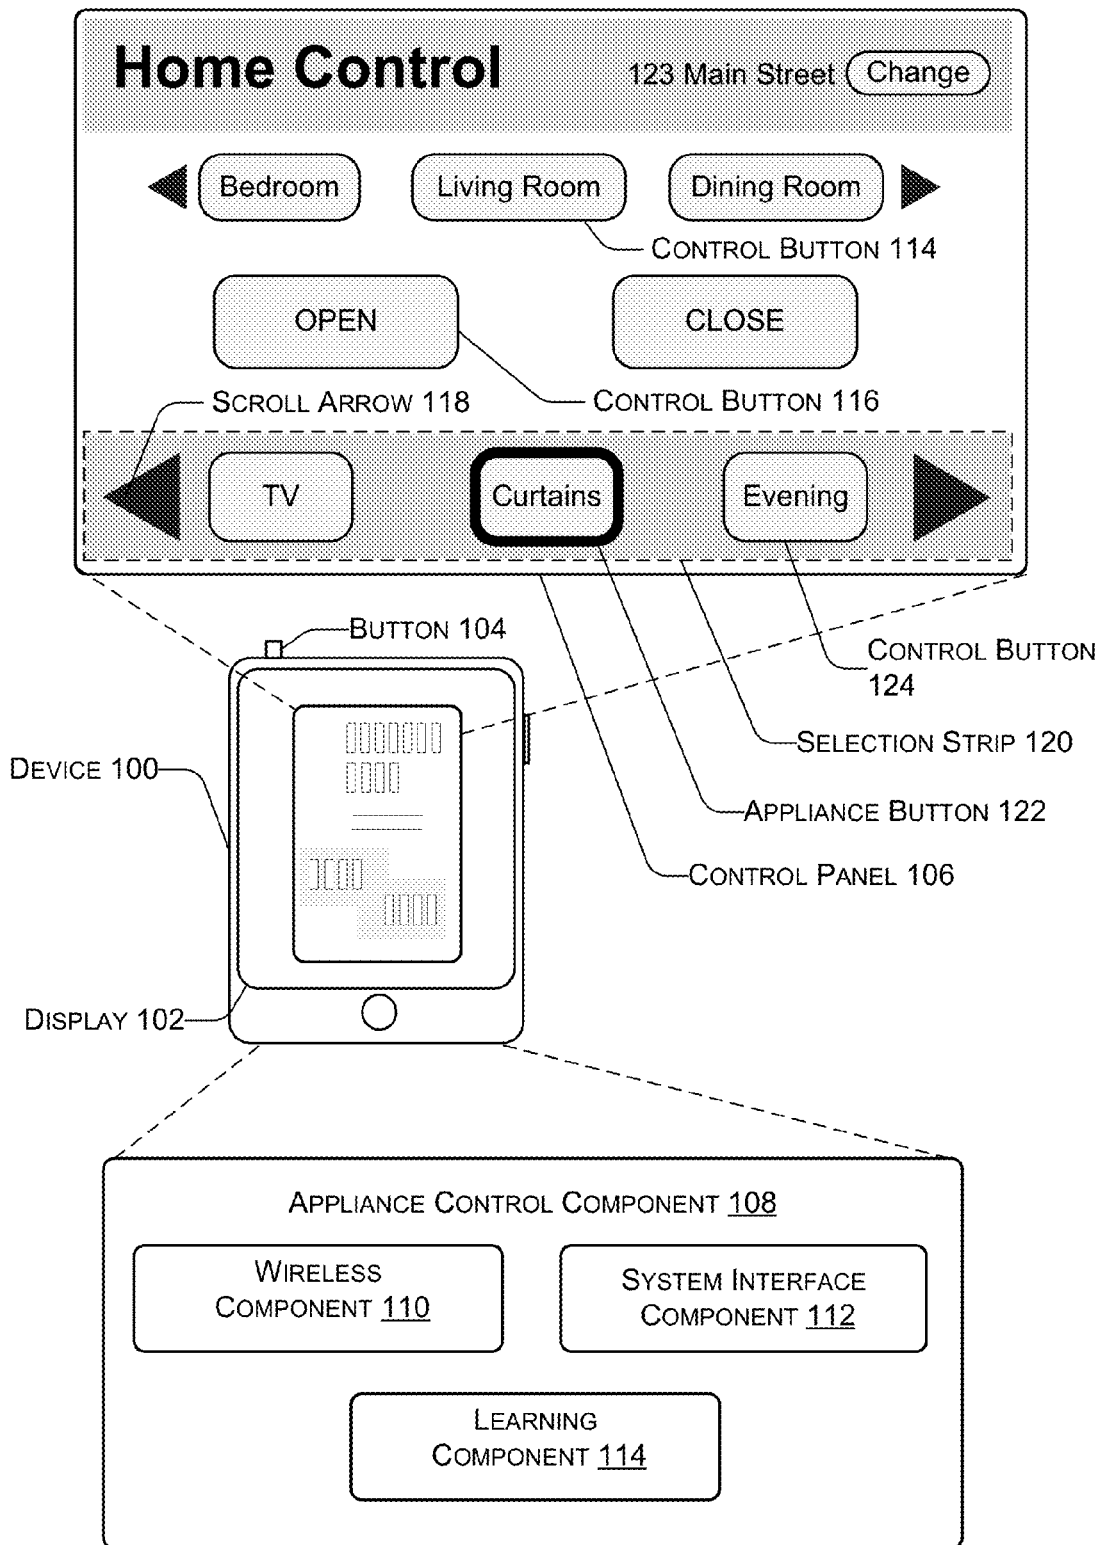 Home Control
123 Main Street Change
Bedroom Living Room Dining Room
CONTROL BUTTON 114
OPEN CLOSE
SCROLL ARROW 118 CONTROL BUTTON 116
TV Curtains Evening
BUTTON 104
CONTROL BUTTON
124
SELECTION STRIP 120
DEVICE 100
APPLIANCE BUTTON 122
CONTROL PANEL 106
DISPLAY 102
APPLIANCE CONTROL COMPONENT 108
WIRELESS
COMPONENT 110
SYSTEM INTERFACE
COMPONENT 112
LEARNING
COMPONENT 114